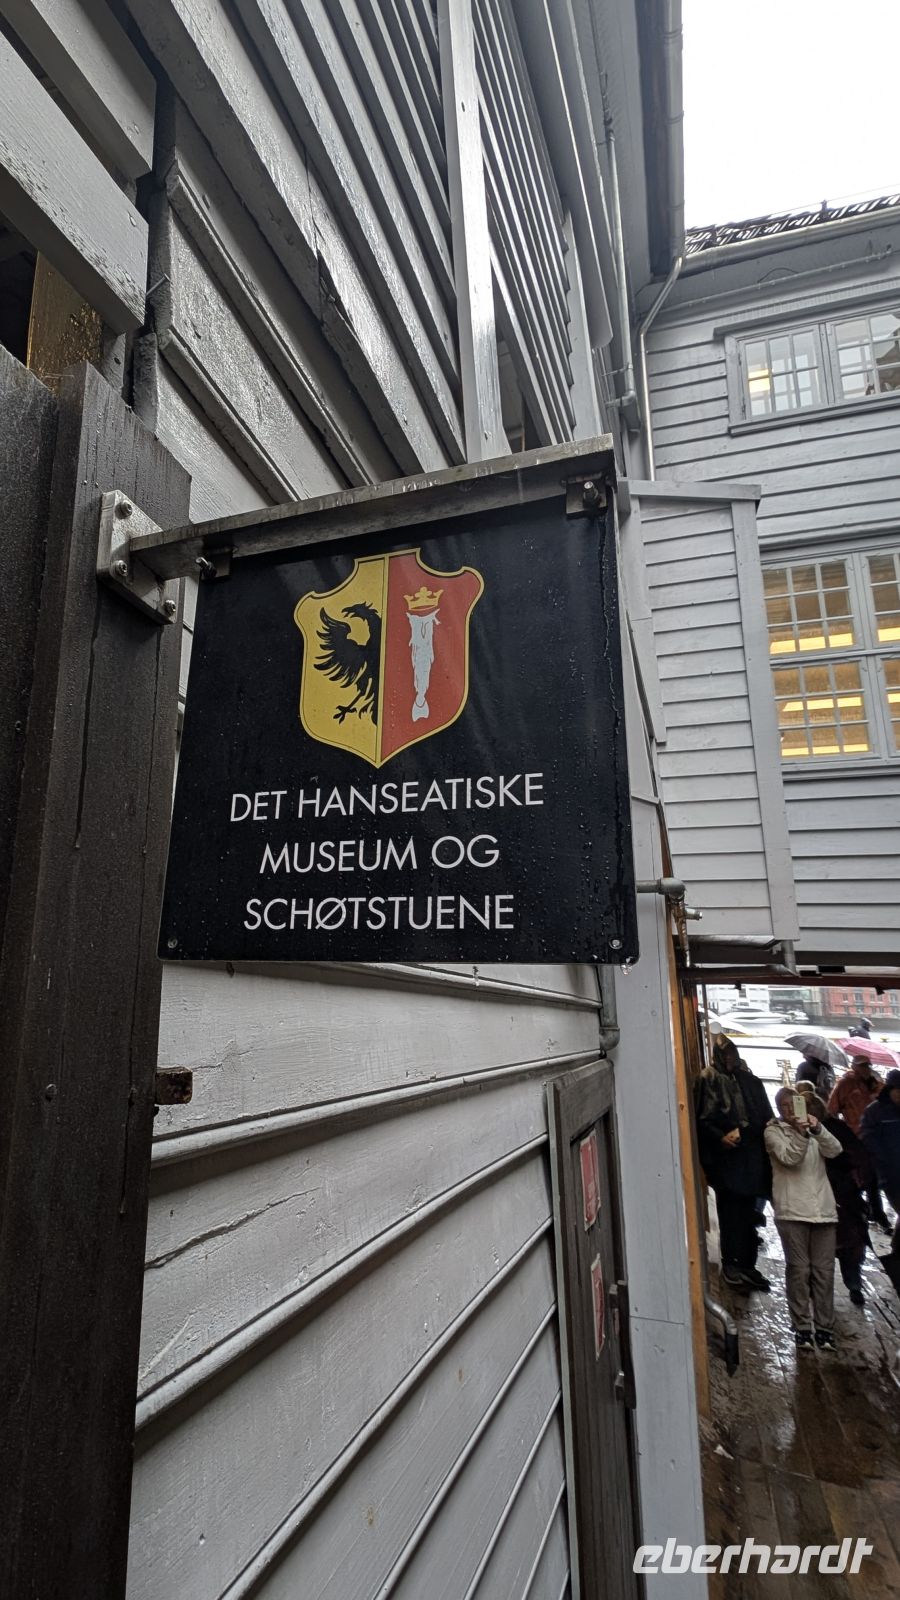 DET HANSEATISKE
MUSEUM OG
SCHØTSTUENE
eberhardt